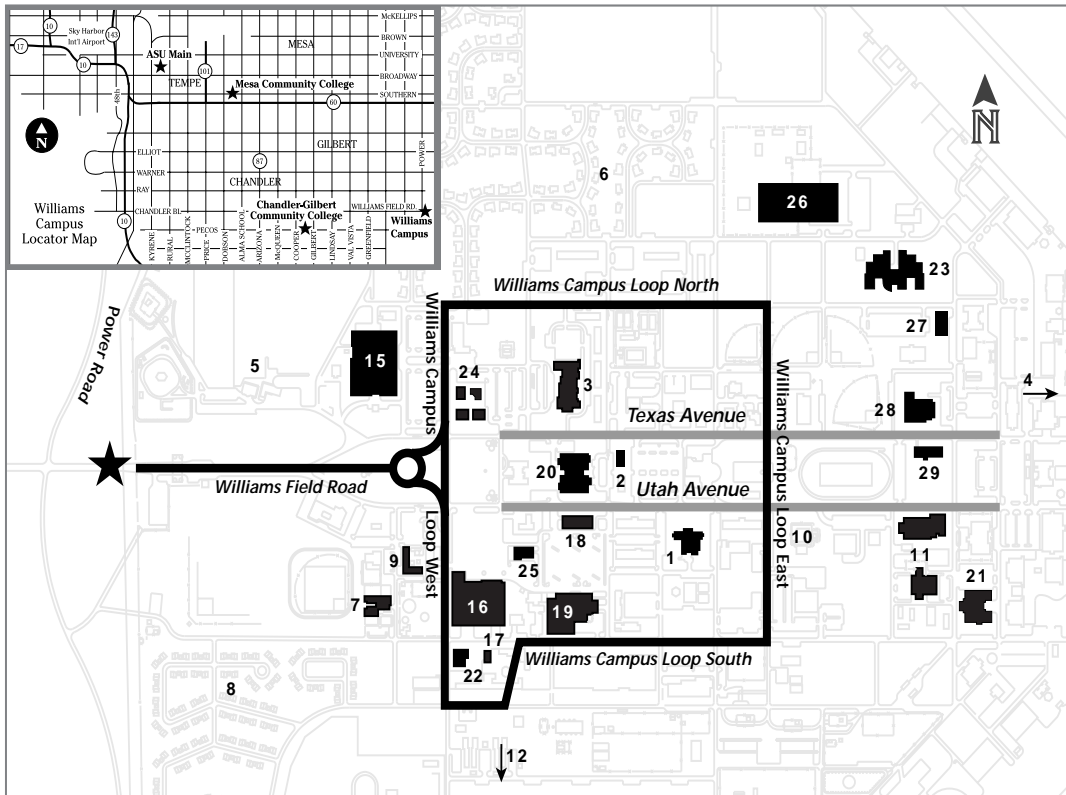 McKELLIPS
10
Sky Harbor
Int'l Airport
143
BROWN
MESA
17
ASU Main
UNIVERSITY
10
TEMPE
101
BROADWAY
Mesa Community College
SOUTHERN
48th
60
N
GILBERT
POWER
ELLIOT
87
WARNER
CHANDLER
RAY
Chandler-Gilbert
Community College
WILLIAMS FIELD RD.
CHANDLER BL.
10
Williams
Campus
Williams
Campus
Locator Map
KYRENE
RURAL
MCCLINTOCK
PECOS
PRICE
DOBSON
ALMA SCHOOL
ARIZONA
McQUEEN
COOPER
GILBERT
LINDSAY
VAL VISTA
GREENFIELD
N
6
26
23
Williams Campus Loop North
27
Power Road
5
15
Williams Campus
24
3
Williams Campus Loop East
4
28
Texas Avenue
20
2
29
Williams Field Road
Utah Avenue
Loop West
18
1
10
11
9
25
7
16
19
21
17
22
Williams Campus Loop South
8
12